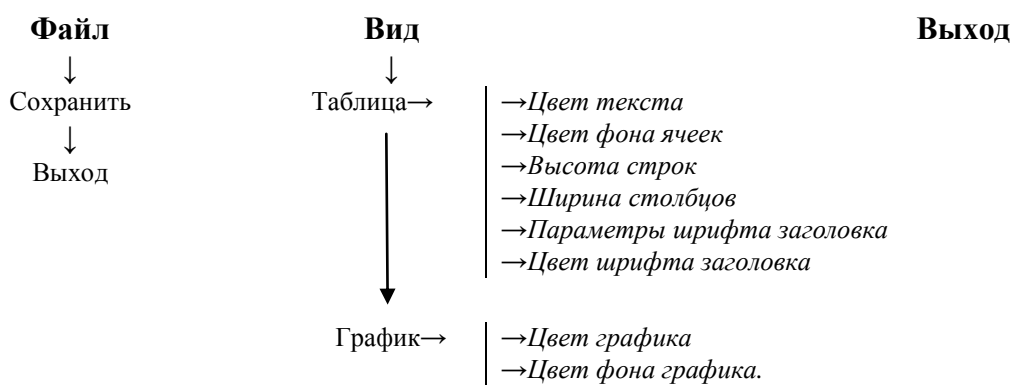 Файл Вид Выход
↓ ↓
Сохранить Таблица→ →Цвет текста
↓ →Цвет фона ячеек
Выход →Высота строк
→Ширина столбцов
→Параметры шрифта заголовка
→Цвет шрифта заголовка
График→ →Цвет графика
→Цвет фона графика.